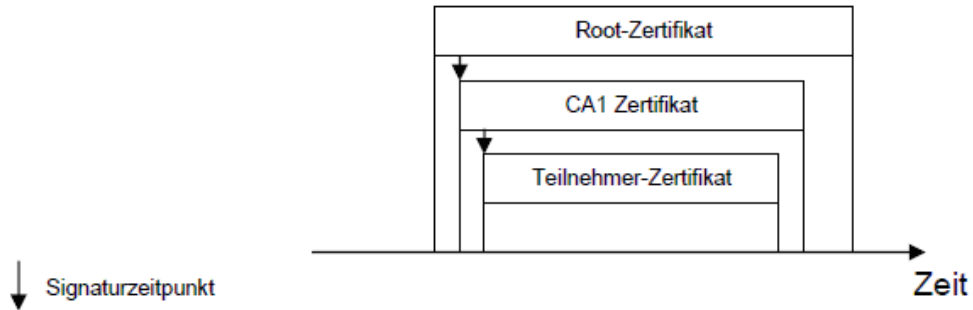 Root-Zertifikat
CA1 Zertifikat
Teilnehmer-Zertifikat
Zeit
Signaturzeitpunkt